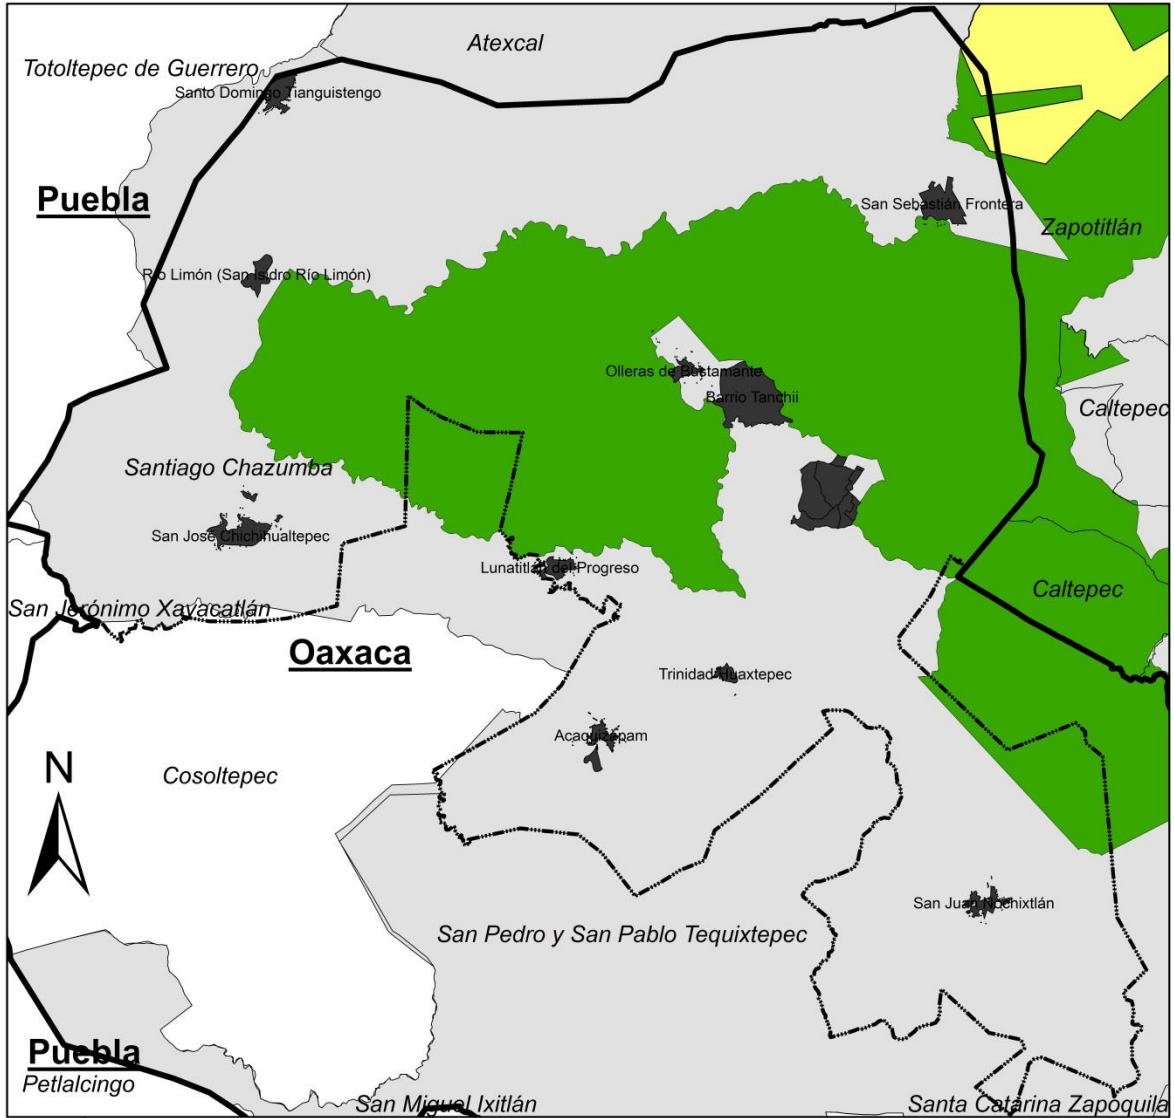 Atexcal
Totoltepec de Guerrero
Santo Domingo Tianguistengo
Puebla
San Sebastián Frontera
Zapotitlán
Río Limón (San Isidro Río Limón)
Olleras de Bustamante
Barrio Tanchii
Caltepec
Santiago Chazumba
San José Chichihualtepec
Lunatitlán del Progreso
Caltepec
San Jerónimo Xayacatlán
Oaxaca
Trinidad Huaxtepec
Acaquizapam
N
Cosoltepec
San Juan Nochixtlán
San Pedro y San Pablo Tequixtepec
Puebla
Petlalcingo
San Miguel Ixitlán
Santa Catarina Zapoquila